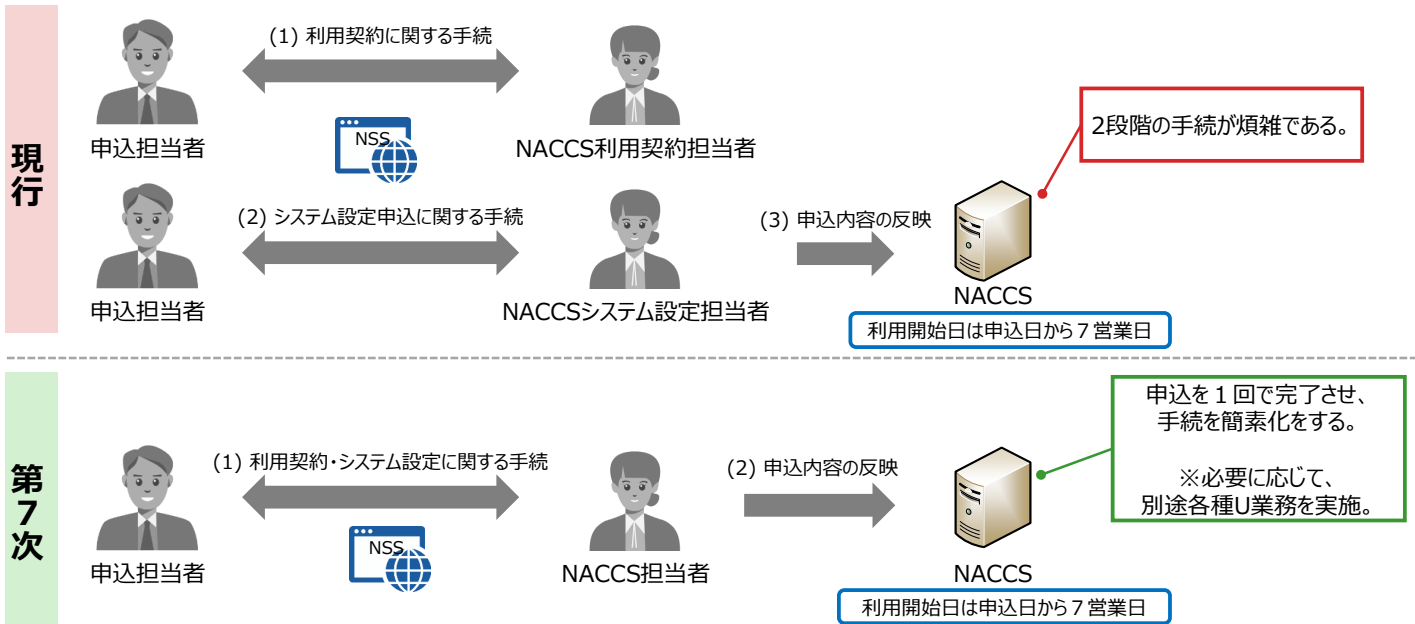 現行
(1) 利用契約に関する手続
NSS
申込担当者
NACCS利用契約担当者
2段階の手続が煩雑である。
(2) システム設定申込に関する手続
(3) 申込内容の反映
申込担当者
NACCSシステム設定担当者
NACCS
利用開始日は申込日から7営業日
第7次
(1) 利用契約・システム設定に関する手続
NSS
(2) 申込内容の反映
申込を1回で完了させ、
手続を簡素化をする。
※必要に応じて、
別途各種U業務を実施。
申込担当者
NACCS担当者
NACCS
利用開始日は申込日から7営業日